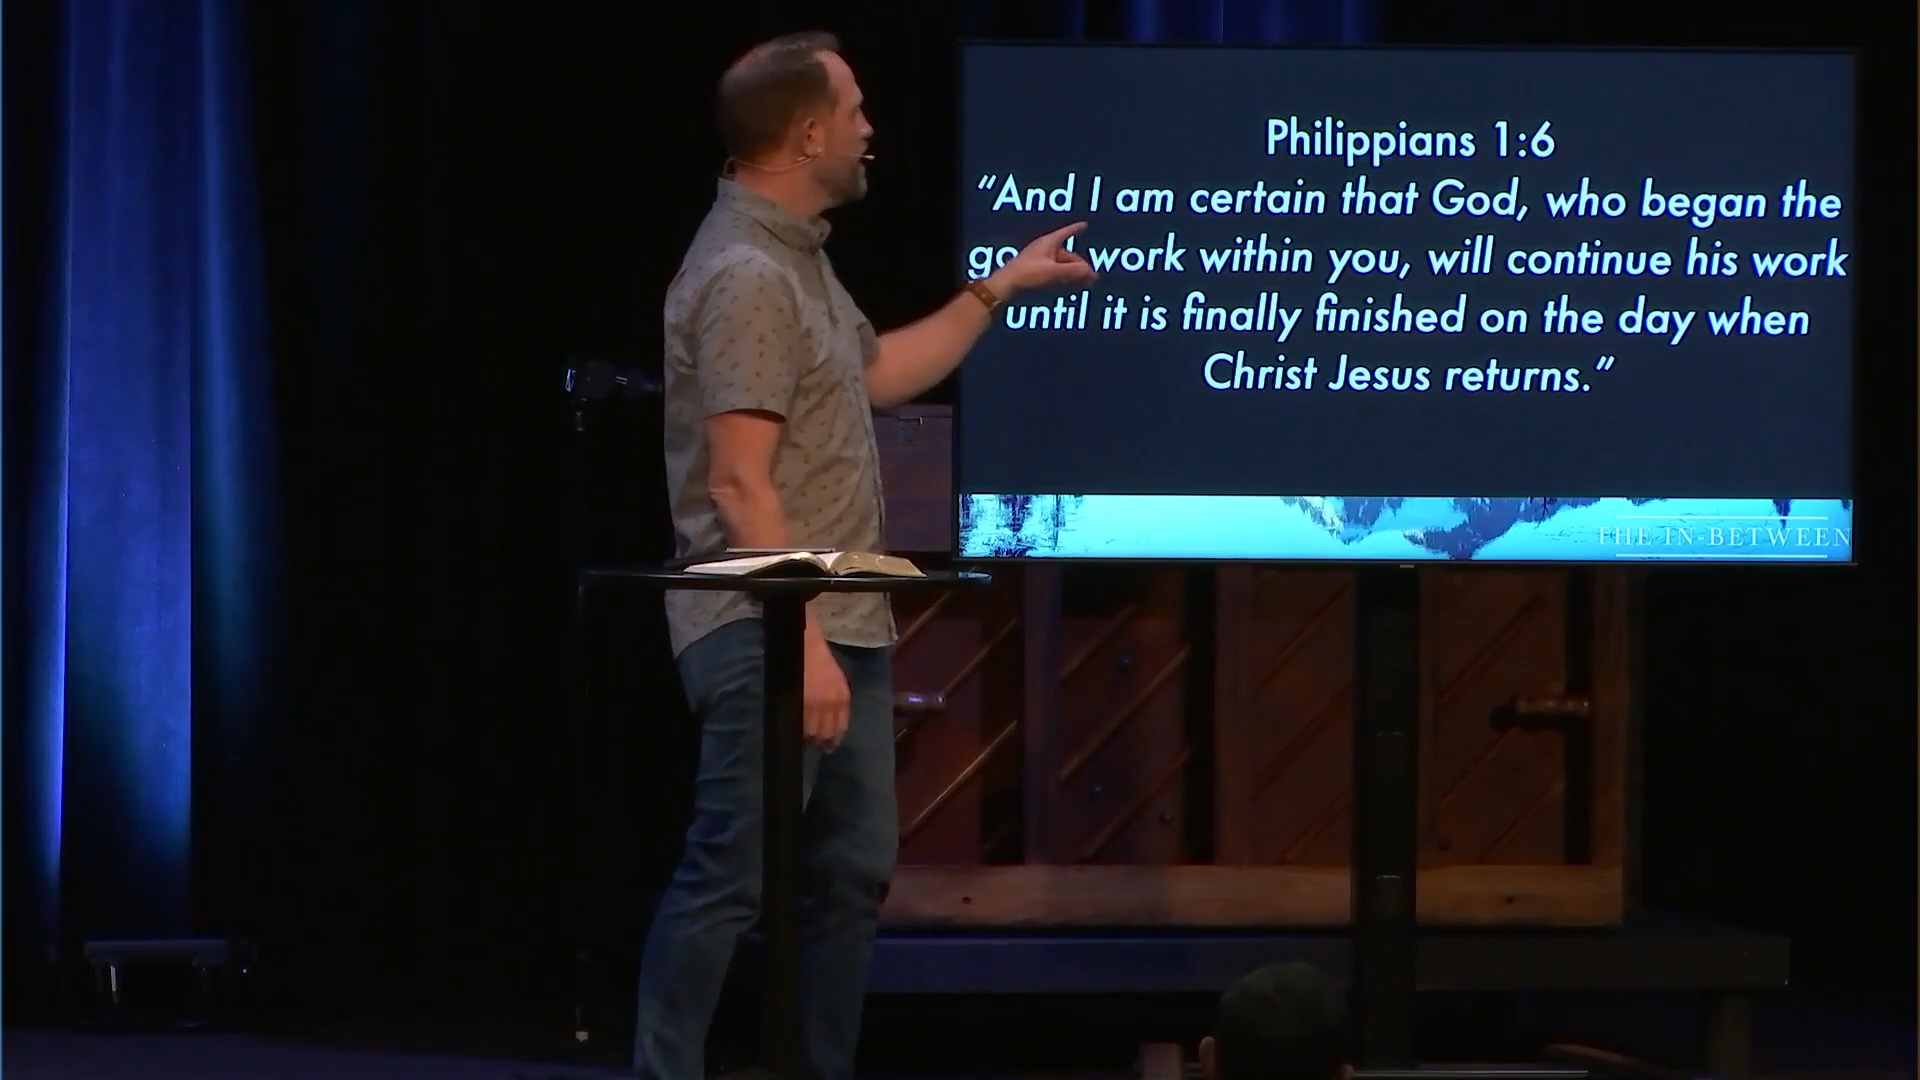 Philippians 1:6
“And I am certain that God, who began the
work within you, will continue his work
until it is finally finished on the day when
Christ Jesus returns.”
THE IN-BETWEEN